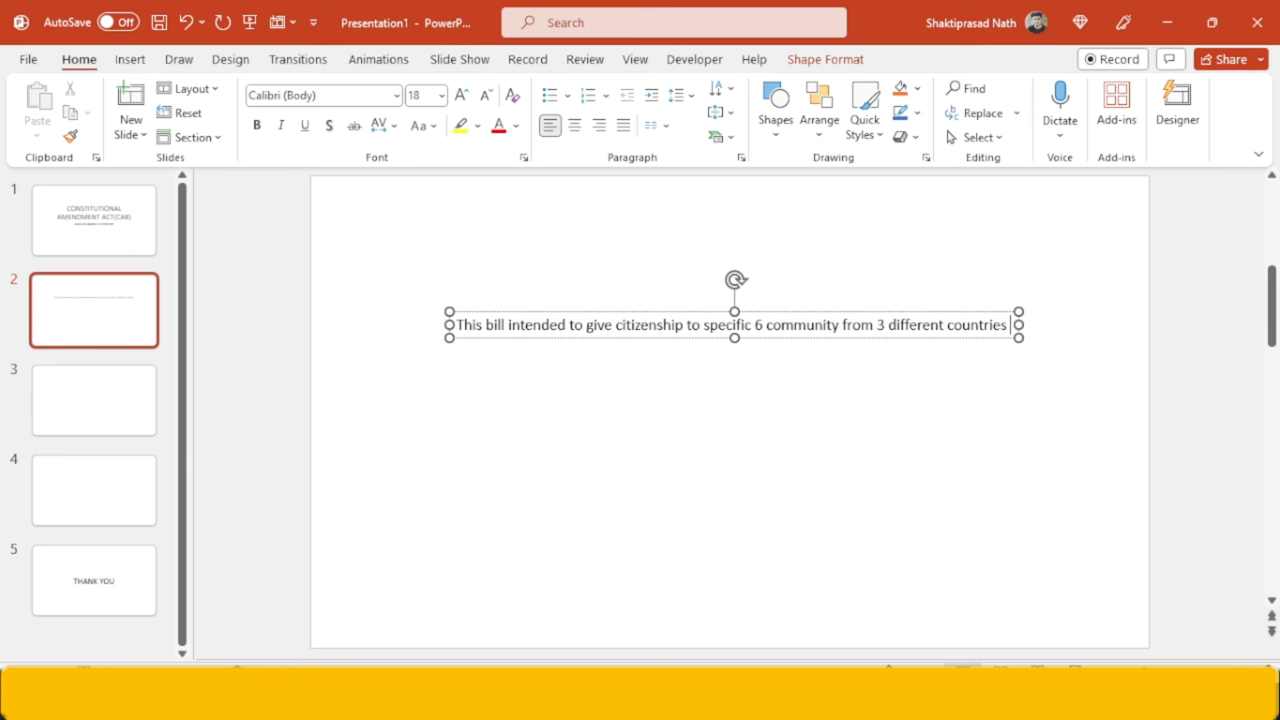 AutoSave Off Presentation1 - PowerP... Search Shaktiprasad Nath
File Home Insert Draw Design Transitions Animations Slide Show Record Review View Developer Help Shape Format Record Share
Paste
Clipboard
New Slide
Layout
Reset
Section
Slides
Calibri (Body) 18
B I U S ab AV Aa A
Font
Paragraph
Shapes Arrange Quick Styles
Drawing
Find
Replace
Select
Editing
Dictate
Voice
Add-ins
Add-ins
Designer
1
CONSTITUTIONAL
AMENDMENT ACT(CAB)
2
This bill intended to give citizenship to specific 6 community from 3 different countries
3
4
5
THANK YOU